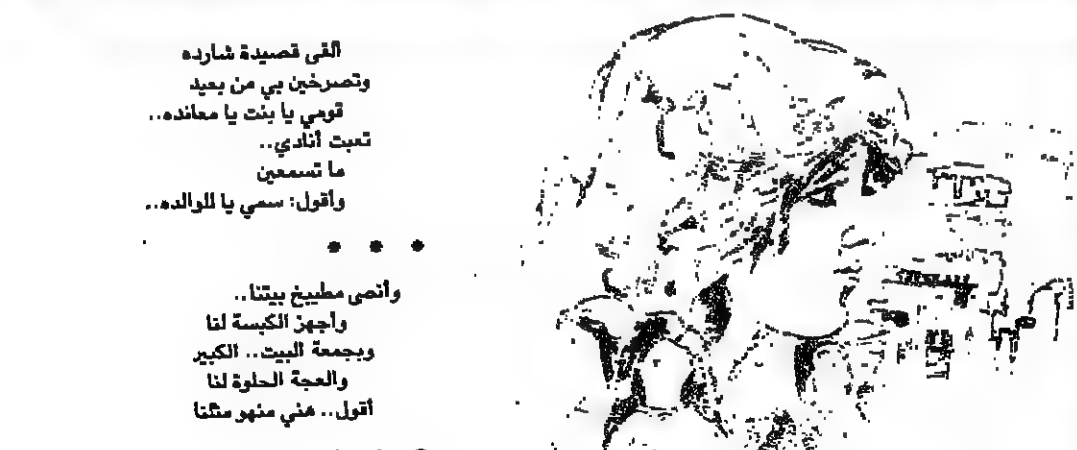 ألقى قصيدة شارده
وتصرخين بي من بعيد
قومي يا بنت يا معانده..
تعبت أنادي..
ما تسمعين
وأقول: سمي يا للوالده..
* * *
وأنصى مطييخ بيتنا..
وأجهز الكبسة لنا
وبجمعة البيت.. الكبير
والعجة الحلوة لنا
أقول.. هني منهو مثلنا